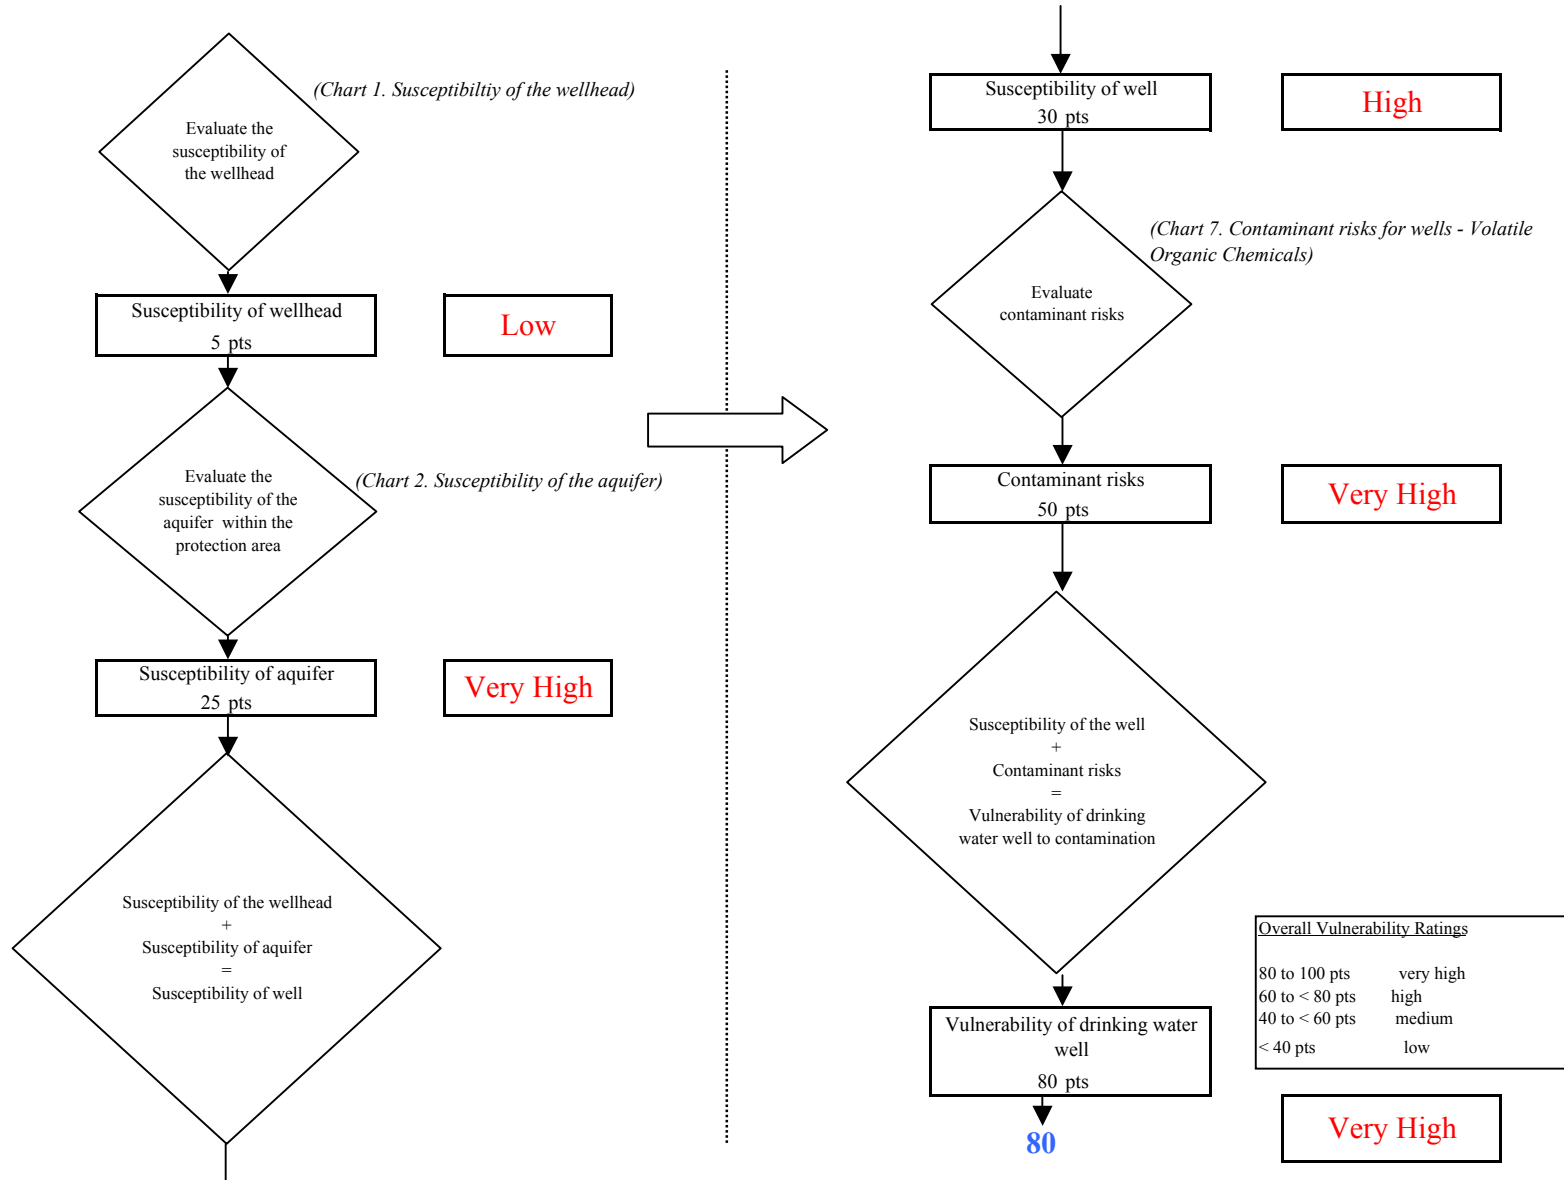 (Chart 1. Susceptibiltiy of the wellhead)
Evaluate the
susceptibility of
the wellhead
Susceptibility of wellhead
5 pts
Low
Evaluate the
susceptibility of the
aquifer within the
protection area
(Chart 2. Susceptibility of the aquifer)
Susceptibility of aquifer
25 pts
Very High
Susceptibility of the wellhead
+
Susceptibility of aquifer
=
Susceptibility of well
Susceptibility of well
30 pts
High
(Chart 7. Contaminant risks for wells - Volatile
Organic Chemicals)
Evaluate
contaminant risks
Contaminant risks
50 pts
Very High
Susceptibility of the well
+
Contaminant risks
=
Vulnerability of drinking
water well to contamination
Overall Vulnerability Ratings
80 to 100 pts very high
60 to < 80 pts high
40 to < 60 pts medium
< 40 pts low
Vulnerability of drinking water
well
80 pts
80
Very High